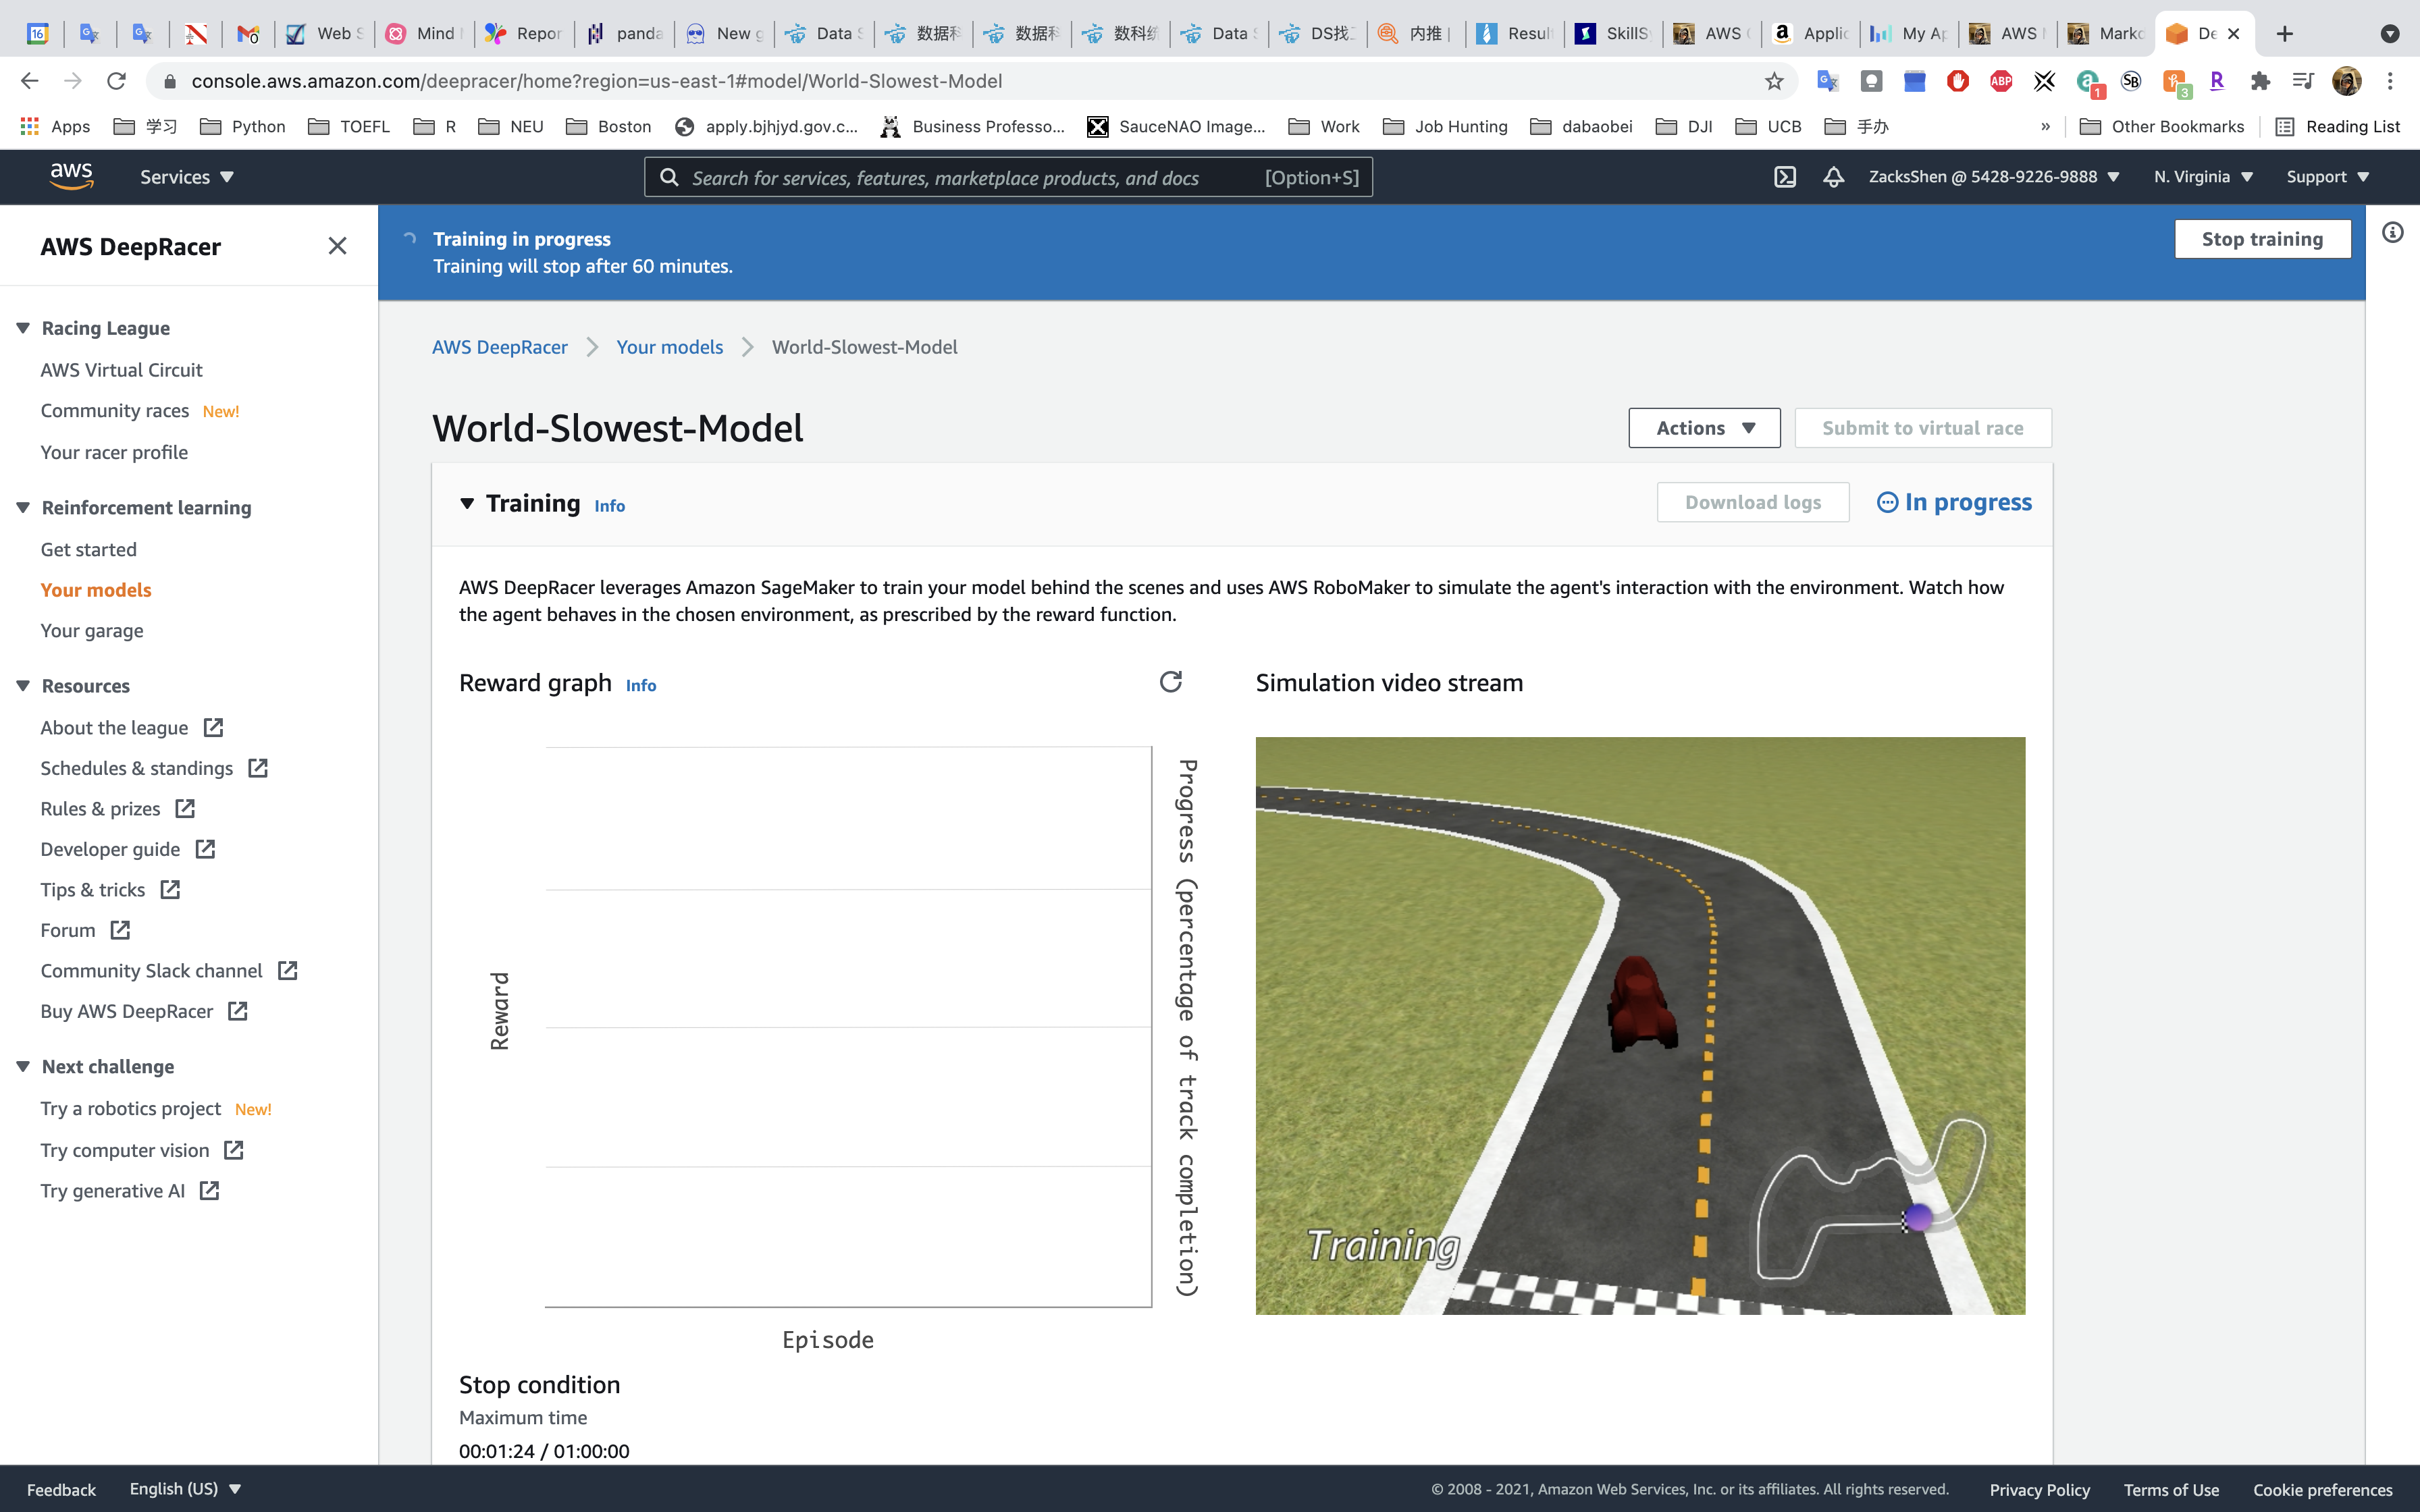 16
Web S
Mind
Repor
panda
New g
Data S
数据科
数据科
数科纟
Data S
DS找
内推 |
Result
SkillS
AWS
Applic
My Ap
AWS
Marko
De
console.aws.amazon.com/deepracer/home?region=us-east-1#model/World-Slowest-Model
ABP
1
SB
3
R
Apps
学习
Python
TOEFL
R
NEU
Boston
apply.bjhjyd.gov.c...
Business Professo...
SauceNAO Image...
Work
Job Hunting
dabaobei
DJI
UCB
手办
»
Other Bookmarks
Reading List
aws
Services
Search for services, features, marketplace products, and docs
[Option+S]
ZacksShen @ 5428-9226-9888
N. Virginia
Support
AWS DeepRacer
Racing League
AWS Virtual Circuit
Community races New!
Your racer profile
Reinforcement learning
Get started
Your models
Your garage
Resources
About the league
Schedules & standings
Rules & prizes
Developer guide
Tips & tricks
Forum
Community Slack channel
Buy AWS DeepRacer
Next challenge
Try a robotics project New!
Try computer vision
Try generative AI
Training in progress
Training will stop after 60 minutes.
Stop training
AWS DeepRacer
Your models
World-Slowest-Model
World-Slowest-Model
Actions
Submit to virtual race
Training Info
Download logs
In progress
AWS DeepRacer leverages Amazon SageMaker to train your model behind the scenes and uses AWS RoboMaker to simulate the agent's interaction with the environment. Watch how
the agent behaves in the chosen environment, as prescribed by the reward function.
Reward graph Info
Reward
Progress (percentage of track completion)
Episode
Simulation video stream
Training
Stop condition
Maximum time
00:01:24 / 01:00:00
Feedback
English (US)
© 2008 - 2021, Amazon Web Services, Inc. or its affiliates. All rights reserved.
Privacy Policy
Terms of Use
Cookie preferences